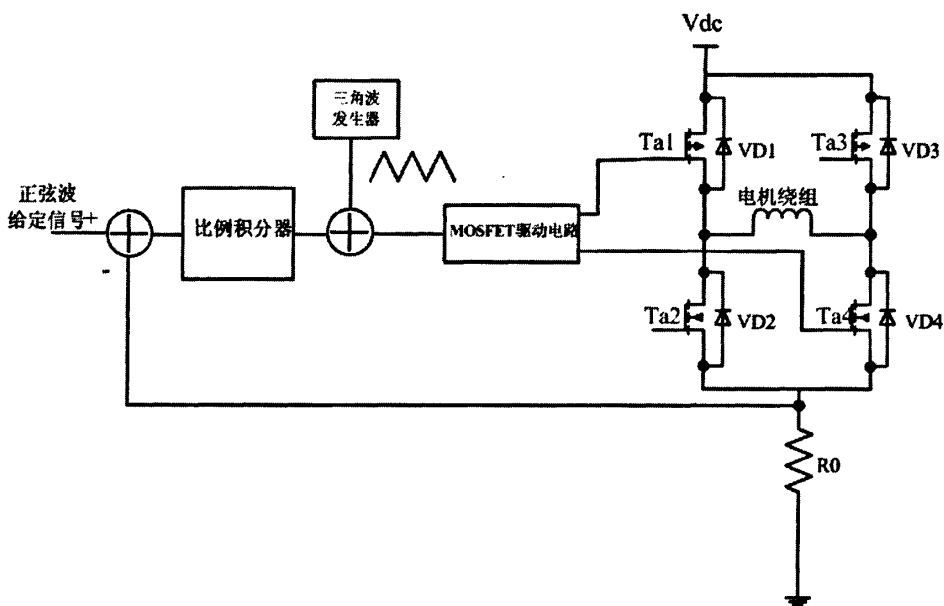 Vdc
三角波
发生器
Ta1
VD1
Ta3
VD3
正弦波
给定信号+
比例积分器
MOSFET驱动电路
电机绕组
-
Ta2
VD2
Ta4
VD4
R0